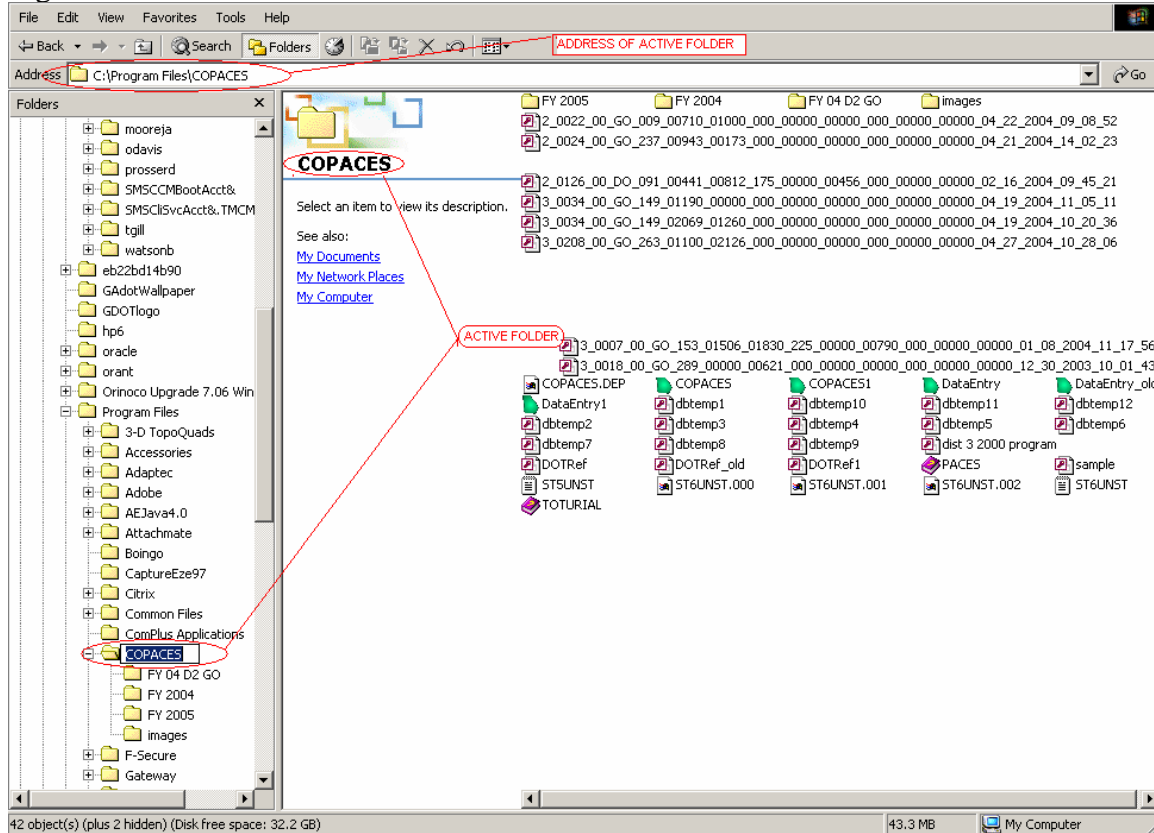 File Edit View Favorites Tools Help
Back Search Folders
ADDRESS OF ACTIVE FOLDER
Address C:\Program Files\COPACES Go
Folders
mooreja
odavis
prosserd
SMSCCMBootAcct&
SMSCliSvcAcct&.TMCM
tgill
watsonb
eb22bd14b90
GAdotWallpaper
GDOTlogo
hp6
oracle
orant
Orinoco Upgrade 7.06 Win
Program Files
3-D TopoQuads
Accessories
Adaptec
Adobe
AEJava4.0
Attachmate
Boingo
CaptureEze97
Citrix
Common Files
ComPlus Applications
COPACES
FY 04 D2 GO
FY 2004
FY 2005
images
F-Secure
Gateway
COPACES
Select an item to view its description.
See also:
My Documents
My Network Places
My Computer
ACTIVE FOLDER
FY 2005 FY 2004 FY 04 D2 GO images
2_0022_00_GO_009_00710_01000_000_00000_00000_000_00000_00000_04_22_2004_09_08_52
2_0024_00_GO_237_00943_00173_000_00000_00000_000_00000_00000_04_21_2004_14_02_23
2_0126_00_DO_091_00441_00812_175_00000_00456_000_00000_00000_02_16_2004_09_45_21
3_0034_00_GO_149_01190_00000_000_00000_00000_000_00000_00000_04_19_2004_11_05_11
3_0034_00_GO_149_02069_01260_000_00000_00000_000_00000_00000_04_19_2004_10_20_36
3_0208_00_GO_263_01100_02126_000_00000_00000_000_00000_00000_04_27_2004_10_28_06
3_0007_00_GO_153_01506_01830_225_00000_00790_000_00000_00000_01_08_2004_11_17_56
3_0018_00_GO_289_00000_00621_000_00000_00000_000_00000_00000_12_30_2003_10_01_43
COPACES.DEP COPACES COPACES1 DataEntry DataEntry_old
DataEntry1 dbtemp1 dbtemp10 dbtemp11 dbtemp12
dbtemp2 dbtemp3 dbtemp4 dbtemp5 dbtemp6
dbtemp7 dbtemp8 dbtemp9 dist 3 2000 program
DOTRef DOTRef_old DOTRef1 PACES sample
ST5UNST ST6UNST.000 ST6UNST.001 ST6UNST.002 ST6UNST
TOTURIAL
42 object(s) (plus 2 hidden) (Disk free space: 32.2 GB) 43.3 MB My Computer